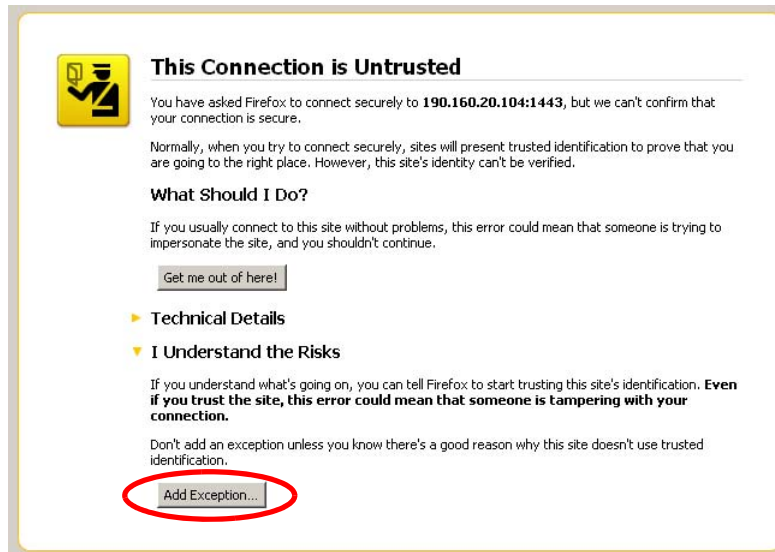 This Connection is Untrusted
You have asked Firefox to connect securely to 190.160.20.104:1443, but we can't confirm that
your connection is secure.
Normally, when you try to connect securely, sites will present trusted identification to prove that you
are going to the right place. However, this site's identity can't be verified.
What Should I Do?
If you usually connect to this site without problems, this error could mean that someone is trying to
impersonate the site, and you shouldn't continue.
Get me out of here!
Technical Details
I Understand the Risks
If you understand what's going on, you can tell Firefox to start trusting this site's identification. Even
if you trust the site, this error could mean that someone is tampering with your
connection.
Don't add an exception unless you know there's a good reason why this site doesn't use trusted
identification.
Add Exception...